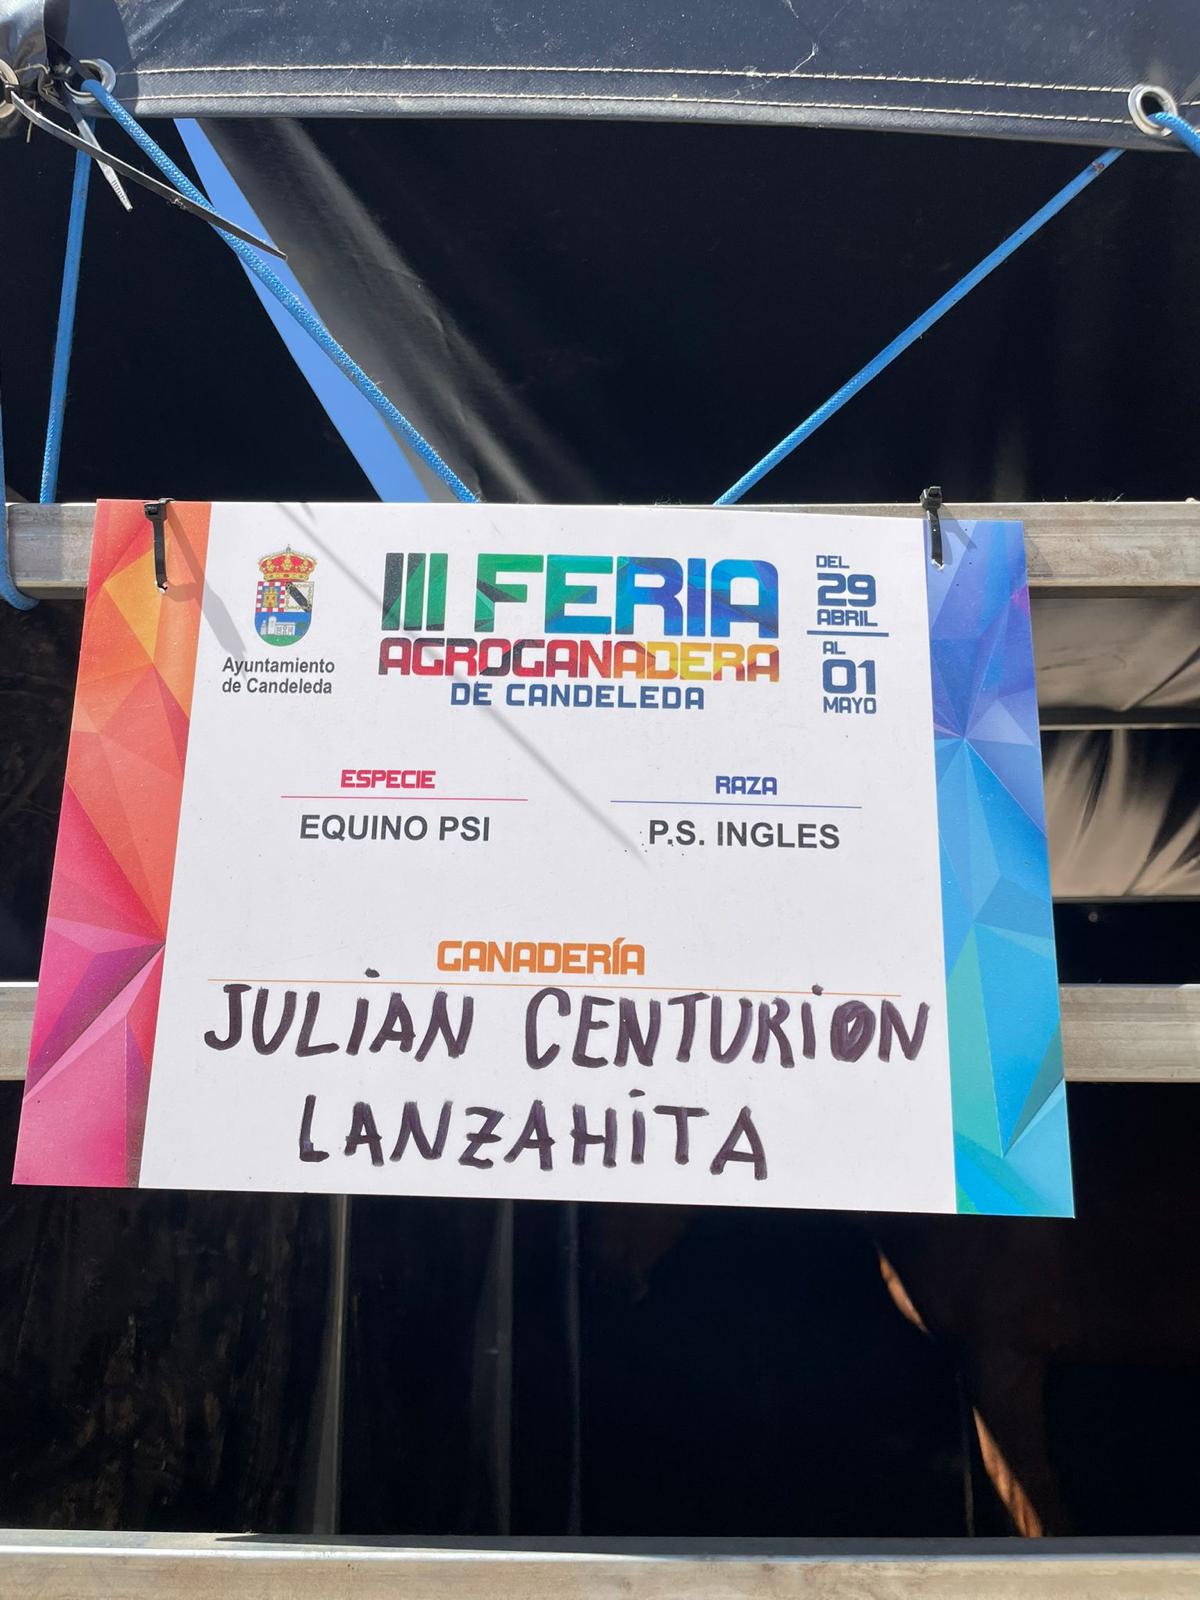 Ayuntamiento
de Candeleda
III FERIA
AGROGANADERA
DE CANDELEDA
DEL
29
ABRIL
AL
01
MAYO
ESPECIE
EQUINO PSI
RAZA
P.S. INGLES
GANADERÍA
JULIAN CENTURION
LANZAHITA